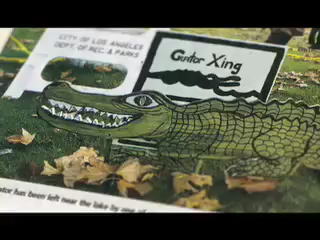 CITY OF LOS ANGELES
DEPT. OF REC. & PARKS
Guitor Xing
ator has been left near the lake by one of